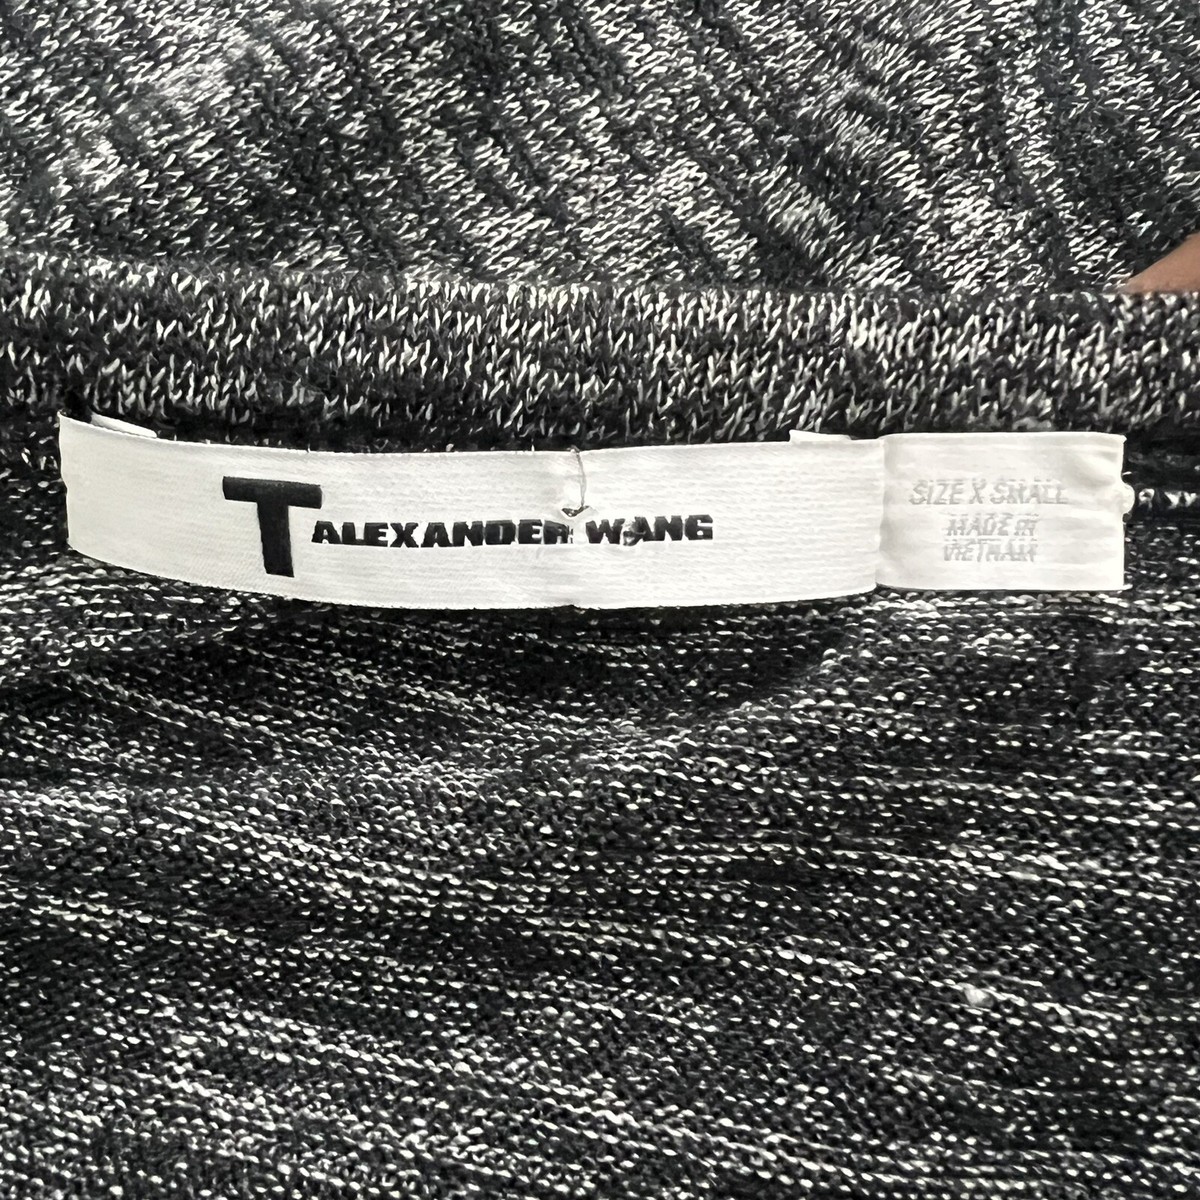 T ALEXANDER WANG
SIZE X SMALL
MADE IN
VIETNAM